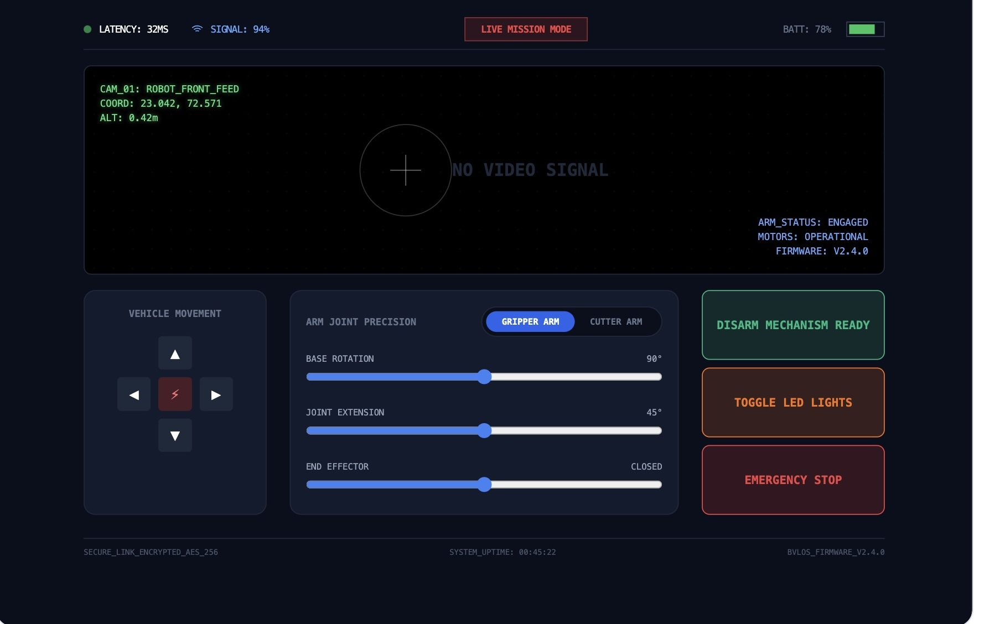 LATENCY: 32MS
SIGNAL: 94%
LIVE MISSION MODE
BATT: 78%
CAM_01: ROBOT_FRONT_FEED
COORD: 23.042, 72.571
ALT: 0.42m
NO VIDEO SIGNAL
ARM_STATUS: ENGAGED
MOTORS: OPERATIONAL
FIRMWARE: V2.4.0
VEHICLE MOVEMENT
ARM JOINT PRECISION
GRIPPER ARM
CUTTER ARM
BASE ROTATION
90°
JOINT EXTENSION
45°
END EFFECTOR
CLOSED
DISARM MECHANISM READY
TOGGLE LED LIGHTS
EMERGENCY STOP
SECURE_LINK_ENCRYPTED_AES_256
SYSTEM_UPTIME: 00:45:22
BVLOS_FIRMWARE_V2.4.0